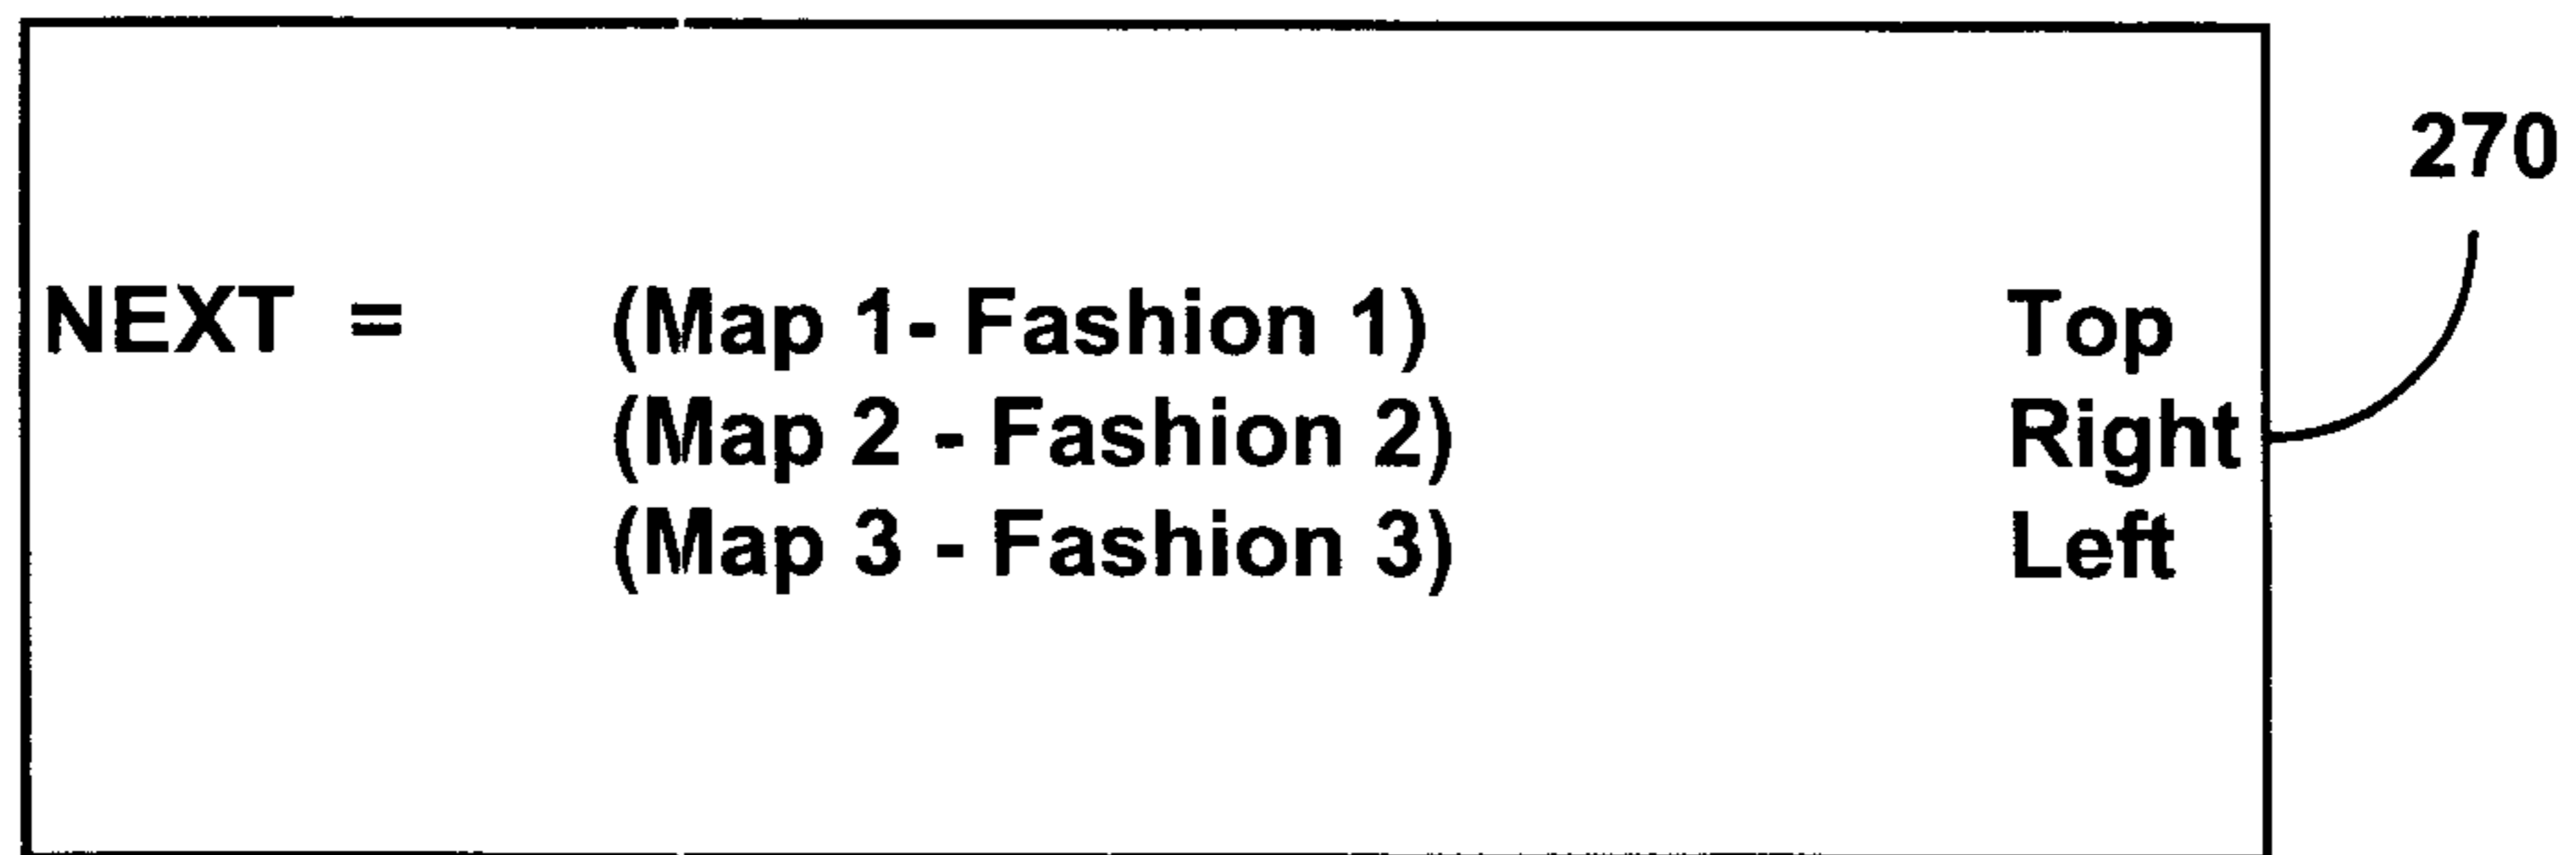 270
NEXT = (Map 1- Fashion 1) Top
(Map 2 - Fashion 2) Right
(Map 3 - Fashion 3) Left